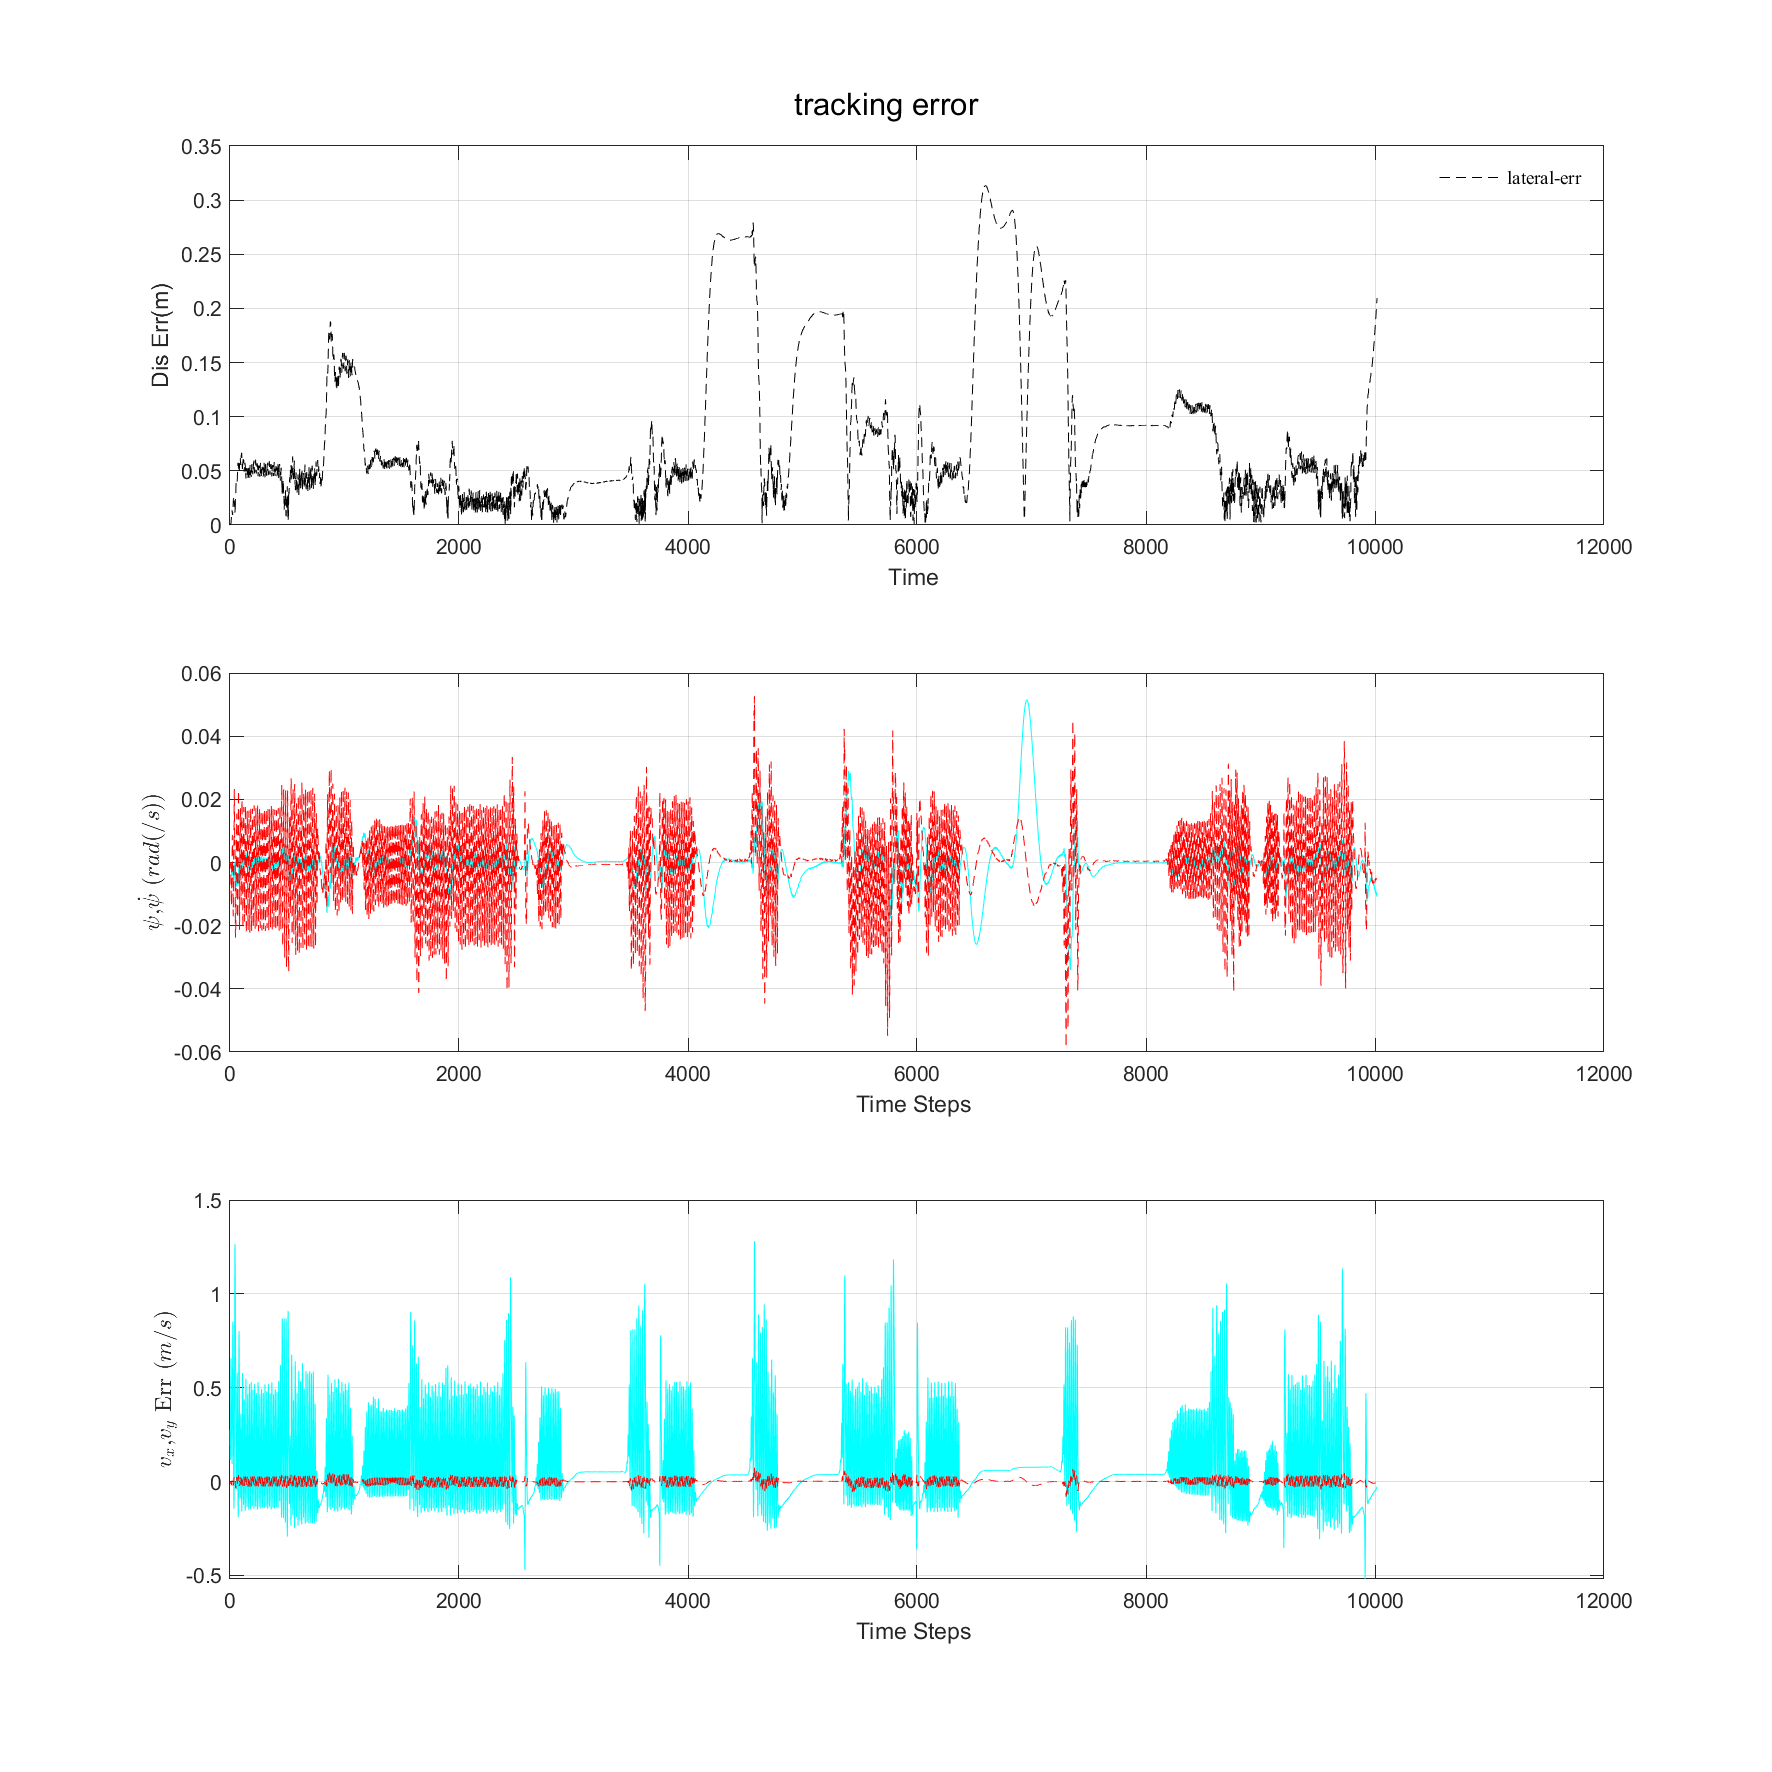 tracking error
0.35
0.3
0.25
0.2
0.15
0.1
0.05
0
Dis Err(m)
lateral-err
0 2000 4000 6000 8000 10000 12000
Time
0.06
0.04
0.02
0
-0.02
-0.04
-0.06
ψ,ψ̇ (rad(/s))
0 2000 4000 6000 8000 10000 12000
Time Steps
1.5
1
0.5
0
-0.5
v_x,v_y Err (m/s)
0 2000 4000 6000 8000 10000 12000
Time Steps